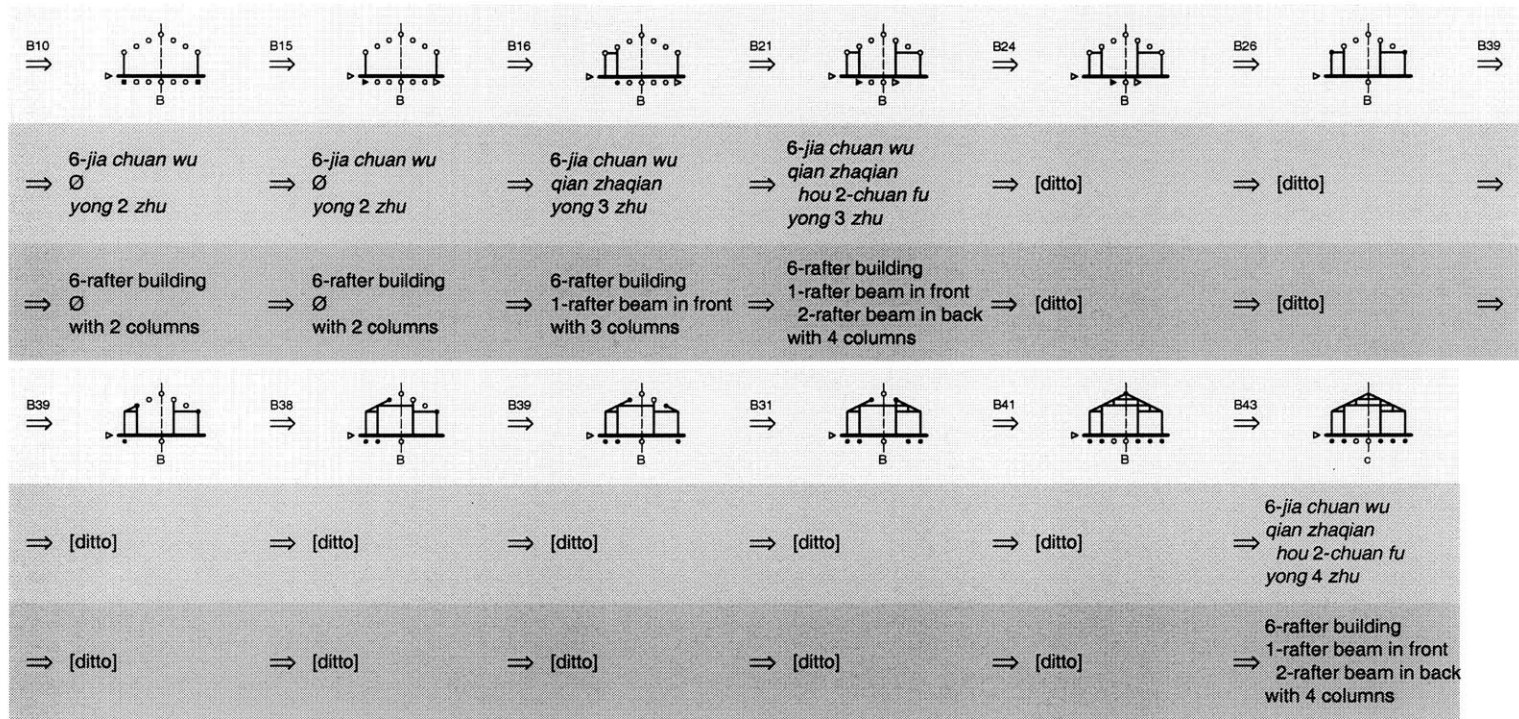 B10 B15 B16 B21 B24 B26 B39
⇒ ⇒ ⇒ ⇒ ⇒ ⇒ ⇒
B B B B B B
⇒ 6-jia chuan wu
Ø
yong 2 zhu
⇒ 6-jia chuan wu
Ø
yong 2 zhu
⇒ 6-jia chuan wu
qian zhaqian
yong 3 zhu
⇒ 6-jia chuan wu
qian zhaqian
hou 2-chuan fu
yong 3 zhu
⇒ [ditto]
⇒ [ditto]
⇒
⇒ 6-rafter building
Ø
with 2 columns
⇒ 6-rafter building
Ø
with 2 columns
⇒ 6-rafter building
1-rafter beam in front
with 3 columns
⇒ 6-rafter building
1-rafter beam in front
2-rafter beam in back
with 4 columns
⇒ [ditto]
⇒ [ditto]
⇒
B39 B38 B39 B31 B41 B43
⇒ ⇒ ⇒ ⇒ ⇒ ⇒
B B B B B c
⇒ [ditto]
⇒ [ditto]
⇒ [ditto]
⇒ [ditto]
⇒ [ditto]
⇒ 6-jia chuan wu
qian zhaqian
hou 2-chuan fu
yong 4 zhu
⇒ [ditto]
⇒ [ditto]
⇒ [ditto]
⇒ [ditto]
⇒ [ditto]
⇒ 6-rafter building
1-rafter beam in front
2-rafter beam in back
with 4 columns